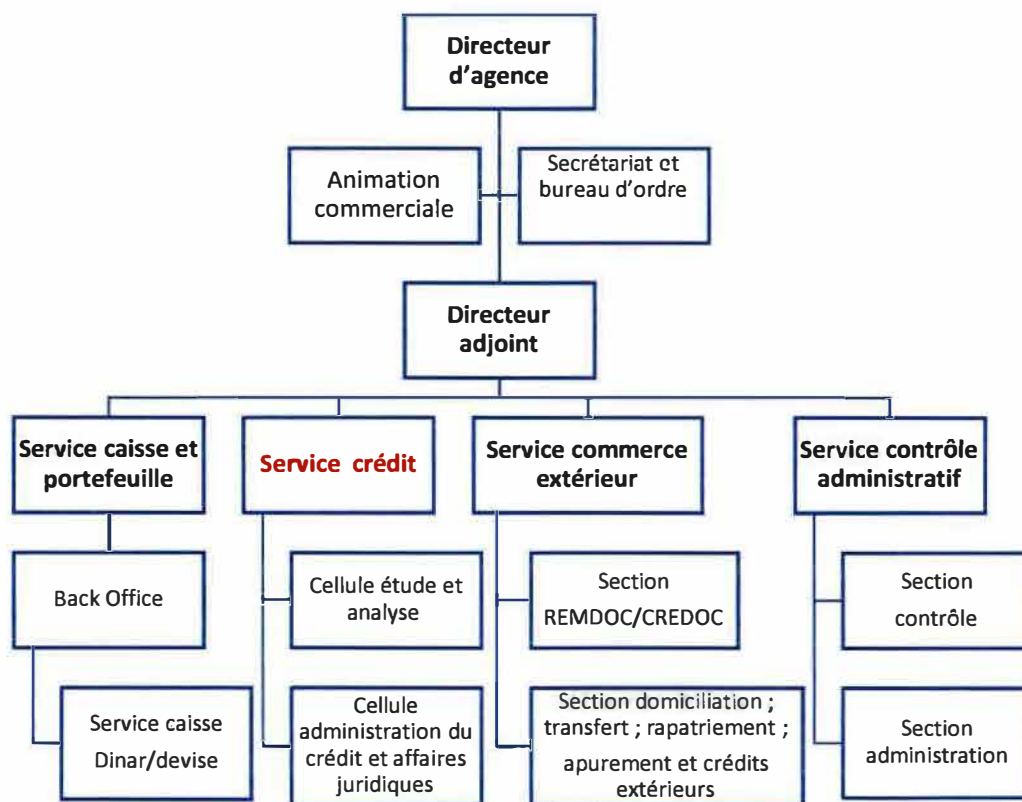 Directeur
d'agence
Animation
commerciale
Secrétariat et
bureau d'ordre
Directeur
adjoint
Service caisse et
portefeuille
Service crédit
Service commerce
extérieur
Service contrôle
administratif
Back Office
Cellule étude et
analyse
Section
REMDOC/CREDOC
Section
contrôle
Service caisse
Dinar/devise
Cellule
administration du
crédit et affaires
juridiques
Section domiciliation ;
transfert ; rapatriement ;
apurement et crédits
extérieurs
Section
administration